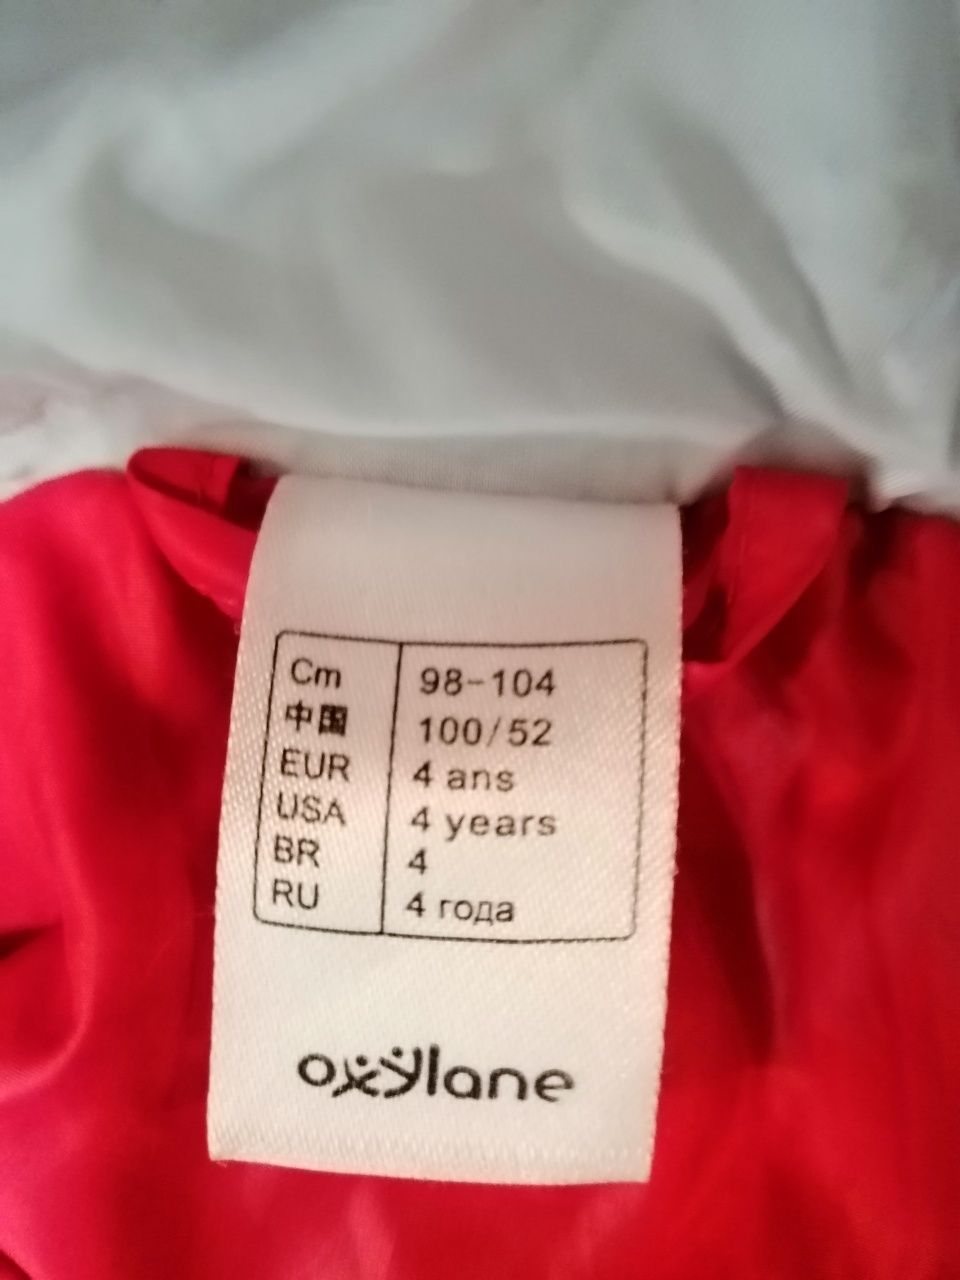 Cm 98-104
中国 100/52
EUR 4 ans
USA 4 years
BR 4
RU 4 года
oxylane